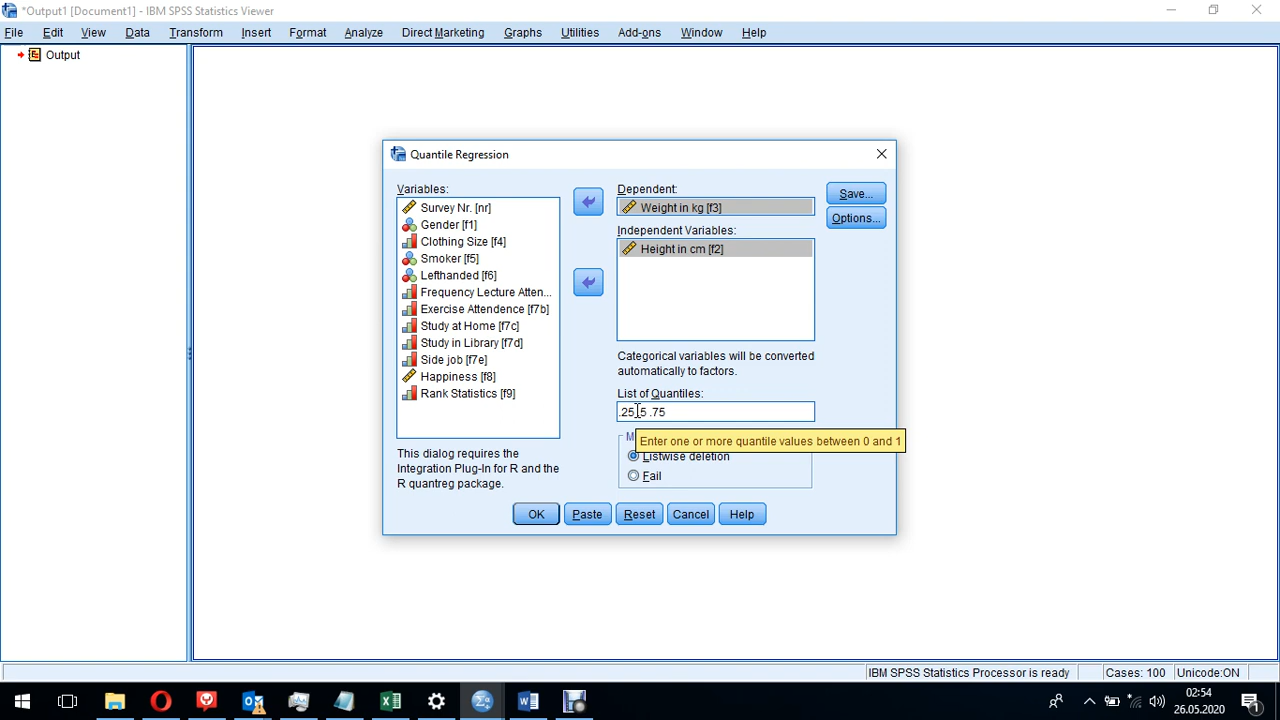 *Output1 [Document1] - IBM SPSS Statistics Viewer
File Edit View Data Transform Insert Format Analyze Direct Marketing Graphs Utilities Add-ons Window Help
Output
Quantile Regression
Variables:
Survey Nr. [nr]
Gender [f1]
Clothing Size [f4]
Smoker [f5]
Lefthanded [f6]
Frequency Lecture Atten...
Exercise Attendence [f7b]
Study at Home [f7c]
Study in Library [f7d]
Side job [f7e]
Happiness [f8]
Rank Statistics [f9]
This dialog requires the
Integration Plug-In for R and the
R quantreg package.
Dependent:
Weight in kg [f3]
Independent Variables:
Height in cm [f2]
Categorical variables will be converted
automatically to factors.
List of Quantiles:
.25 .5 .75
Enter one or more quantile values between 0 and 1
Listwise deletion
Fail
Save...
Options...
OK Paste Reset Cancel Help
IBM SPSS Statistics Processor is ready Cases: 100 Unicode:ON
02:54
26.05.2020